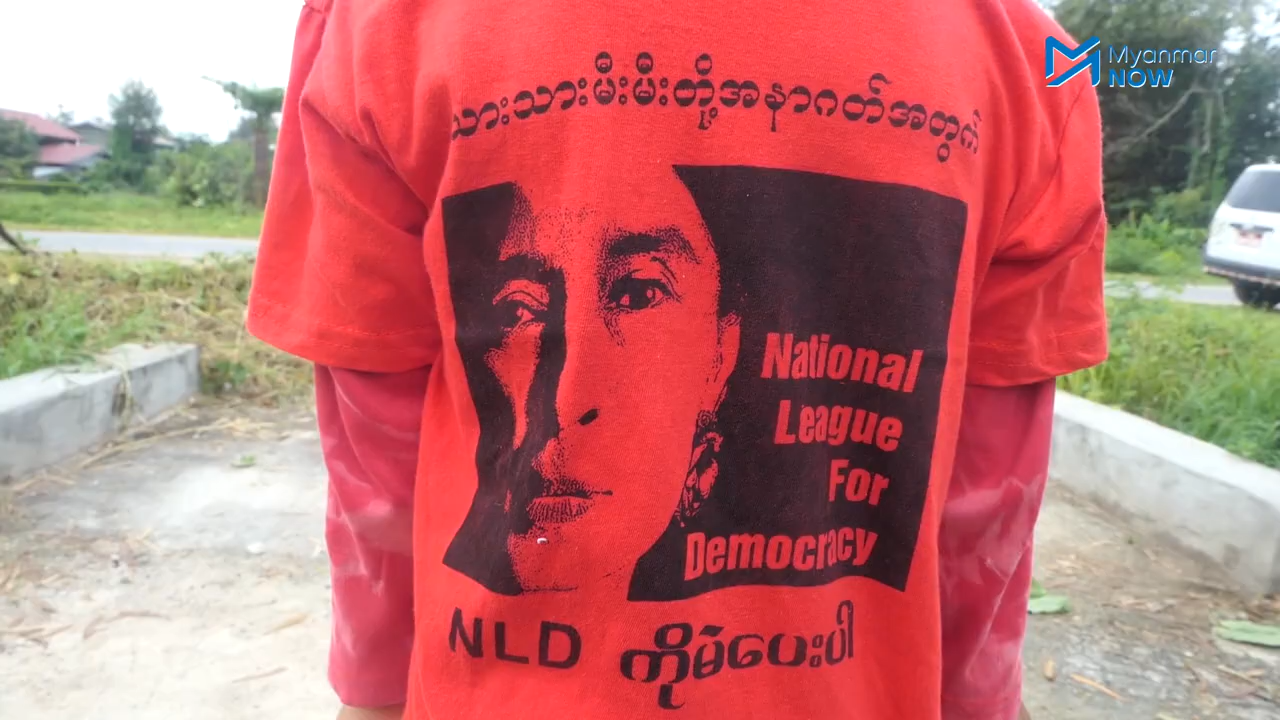 Myanmar
NOW
သားသားမီးမီးတို့အနာဂတ်အတွက်
National
League
For
Democracy
NLD ကိုမဲပေးပါ